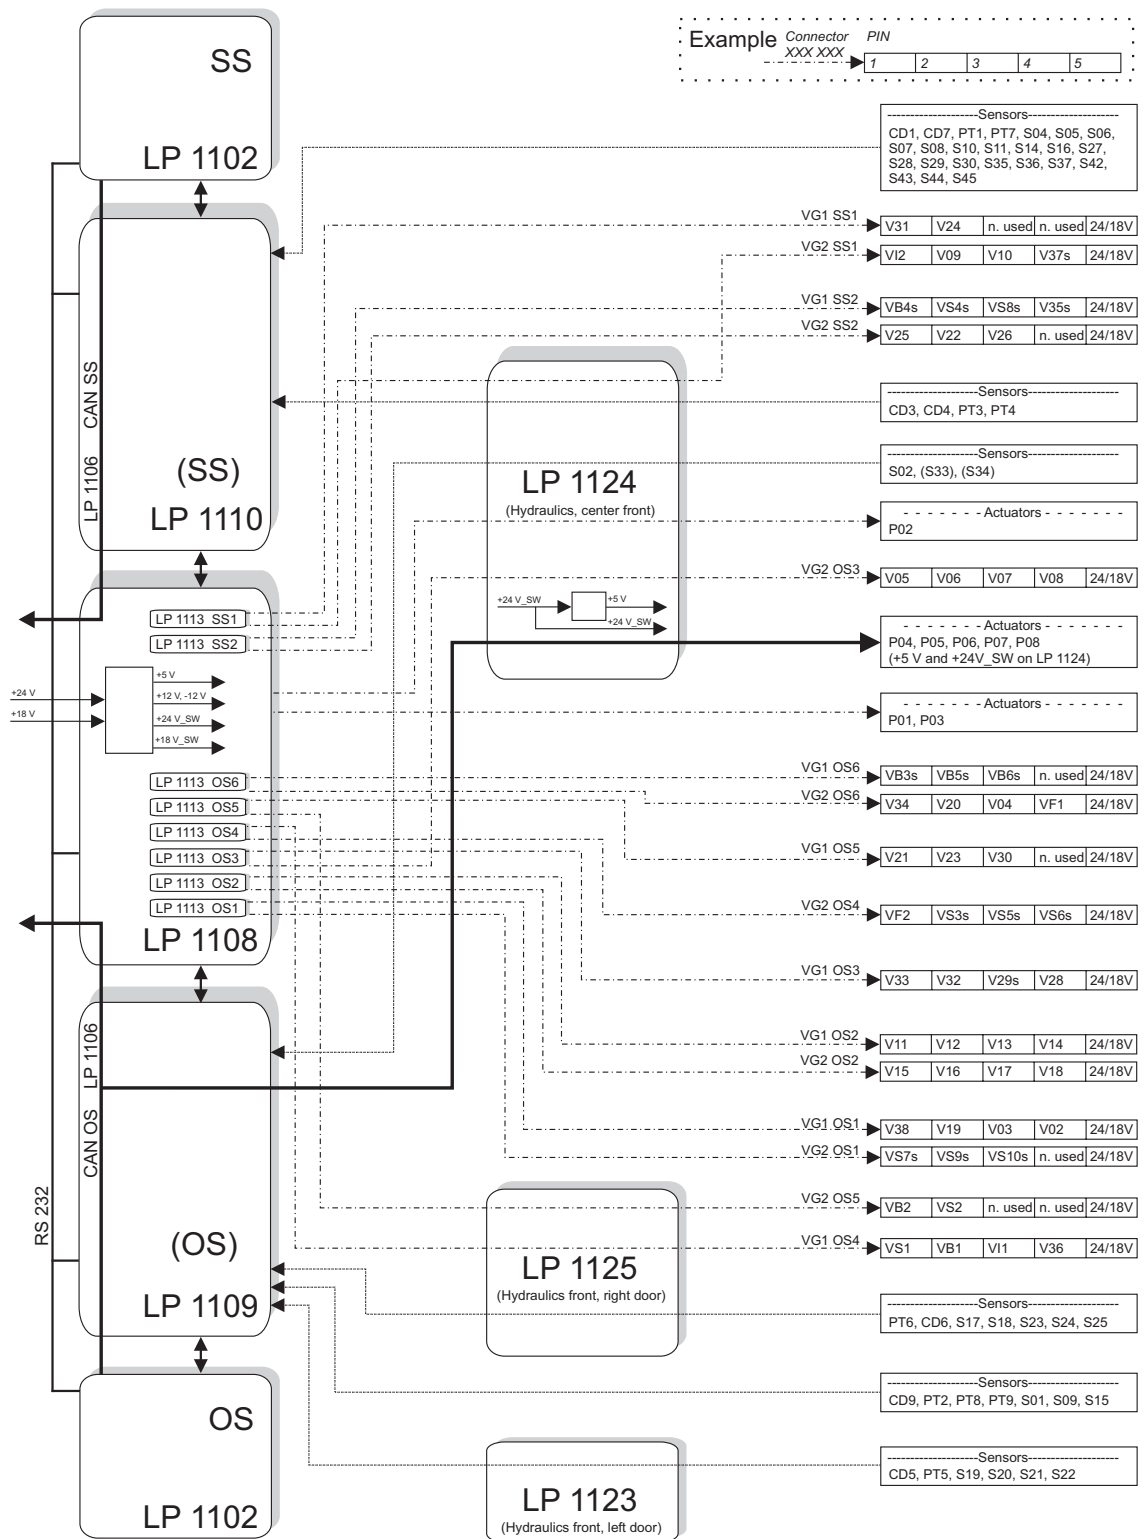 Example
Connector
XXX XXX
PIN
1 2 3 4 5
SS
LP 1102
--------------------Sensors--------------------
CD1, CD7, PT1, PT7, S04, S05, S06,
S07, S08, S10, S11, S14, S16, S27,
S28, S29, S30, S35, S36, S37, S42,
S43, S44, S45
VG1 SS1
V31 V24 n. used n. used 24/18V
VG2 SS1
VI2 V09 V10 V37s 24/18V
VG1 SS2
VB4s VS4s VS8s V35s 24/18V
VG2 SS2
V25 V22 V26 n. used 24/18V
--------------------Sensors--------------------
CD3, CD4, PT3, PT4
LP 1106 CAN SS
(SS)
LP 1110
LP 1124
(Hydraulics, center front)
+24 V_SW
+5 V
+24 V_SW
--------------------Sensors--------------------
S02, (S33), (S34)
- - - - - - - Actuators - - - - - - -
P02
VG2 OS3
V05 V06 V07 V08 24/18V
- - - - - - - Actuators - - - - - - -
P04, P05, P06, P07, P08
(+5 V and +24V_SW on LP 1124)
- - - - - - - Actuators - - - - - - -
P01, P03
LP 1113 SS1
LP 1113 SS2
+24 V
+18 V
+5 V
+12 V, -12 V
+24 V_SW
+18 V_SW
LP 1113 OS6
LP 1113 OS5
LP 1113 OS4
LP 1113 OS3
LP 1113 OS2
LP 1113 OS1
LP 1108
VG1 OS6
VB3s VB5s VB6s n. used 24/18V
VG2 OS6
V34 V20 V04 VF1 24/18V
VG1 OS5
V21 V23 V30 n. used 24/18V
VG2 OS4
VF2 VS3s VS5s VS6s 24/18V
VG1 OS3
V33 V32 V29s V28 24/18V
VG1 OS2
V11 V12 V13 V14 24/18V
VG2 OS2
V15 V16 V17 V18 24/18V
VG1 OS1
V38 V19 V03 V02 24/18V
VG2 OS1
VS7s VS9s VS10s n. used 24/18V
VG2 OS5
VB2 VS2 n. used n. used 24/18V
VG1 OS4
VS1 VB1 VI1 V36 24/18V
RS 232
CAN OS LP 1106
(OS)
LP 1109
LP 1125
(Hydraulics front, right door)
--------------------Sensors--------------------
PT6, CD6, S17, S18, S23, S24, S25
--------------------Sensors--------------------
CD9, PT2, PT8, PT9, S01, S09, S15
--------------------Sensors--------------------
CD5, PT5, S19, S20, S21, S22
OS
LP 1102
LP 1123
(Hydraulics front, left door)